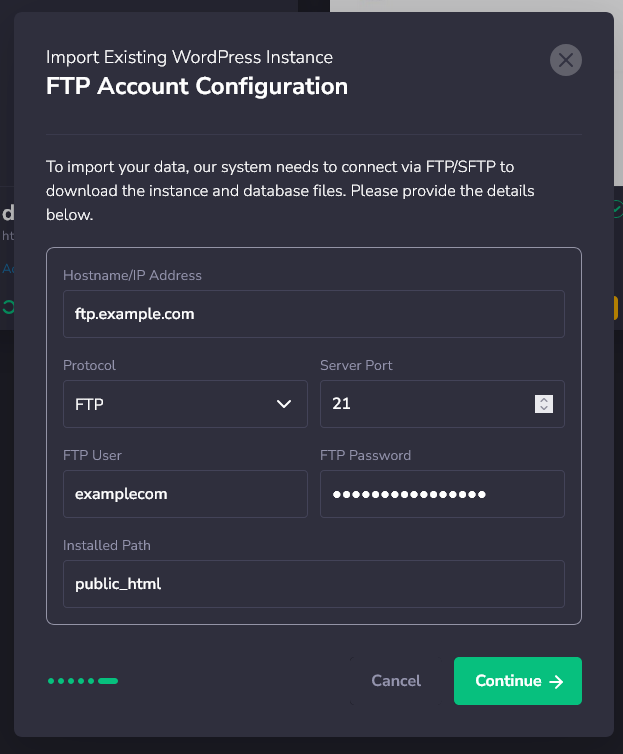 Import Existing WordPress Instance
FTP Account Configuration
To import your data, our system needs to connect via FTP/SFTP to
download the instance and database files. Please provide the details
below.
Hostname/IP Address
ftp.example.com
Protocol
Server Port
FTP
21
FTP User
FTP Password
examplecom
••••••••••••••••
Installed Path
public_html
Cancel
Continue →